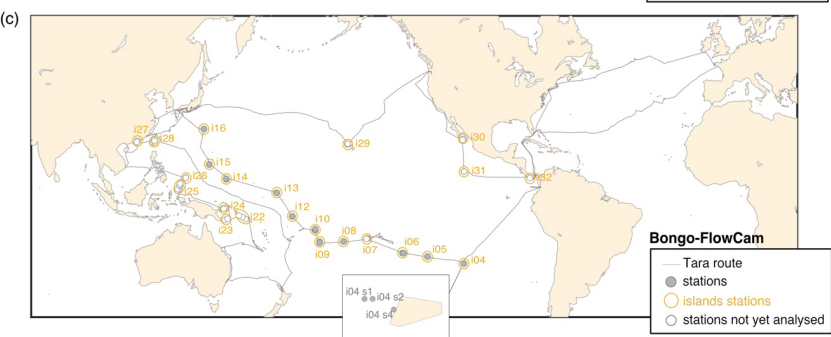 (c)
i27
i28
i16
i29
i30
i15
i14
i31
i32
i26
i25
i13
i24
i22
i23
i12
i10
i09
i08
i07
i06
i05
i04
i04 s1
i04 s2
i04 s4
Bongo-FlowCam
Tara route
stations
islands stations
stations not yet analysed